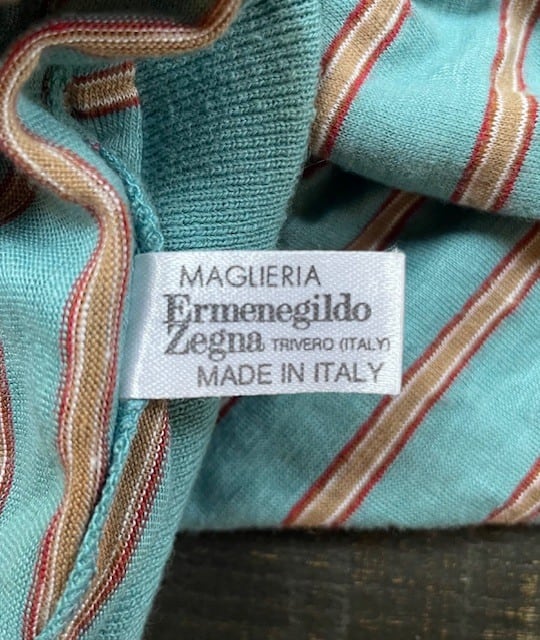 MAGLIERIA
Ermenegildo
Zegna TRIVERO (ITALY)
MADE IN ITALY